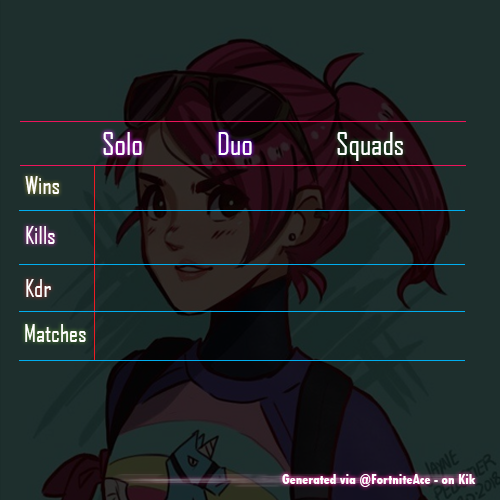 Solo Duo Squads
Wins
Kills
Kdr
Matches
Generated via @FortniteAce - on Kik